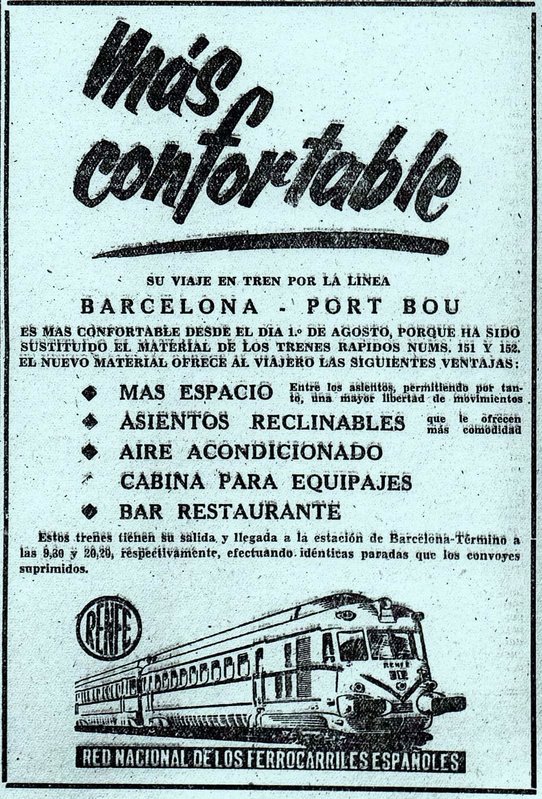 más
confortable
SU VIAJE EN TREN POR LA LINEA
BARCELONA - PORT BOU
ES MAS CONFORTABLE DESDE EL DIA 1.º DE AGOSTO, PORQUE HA SIDO
SUSTITUIDO EL MATERIAL DE LOS TRENES RAPIDOS NUMS. 151 Y 152.
EL NUEVO MATERIAL OFRECE AL VIAJERO LAS SIGUIENTES VENTAJAS:
MAS ESPACIO Entre los asientos, permitiendo por tan-
to, una mayor libertad de movimientos
ASIENTOS RECLINABLES que le ofrecen
más comodidad
AIRE ACONDICIONADO
CABINA PARA EQUIPAJES
BAR RESTAURANTE
Estos trenes tienen su salida y llegada a la estación de Barcelona-Término a
las 9,30 y 20,20, respectivamente, efectuando idénticas paradas que los convoyes
suprimidos.
RENFE
RENFE
RED NACIONAL DE LOS FERROCARRILES ESPAÑOLES